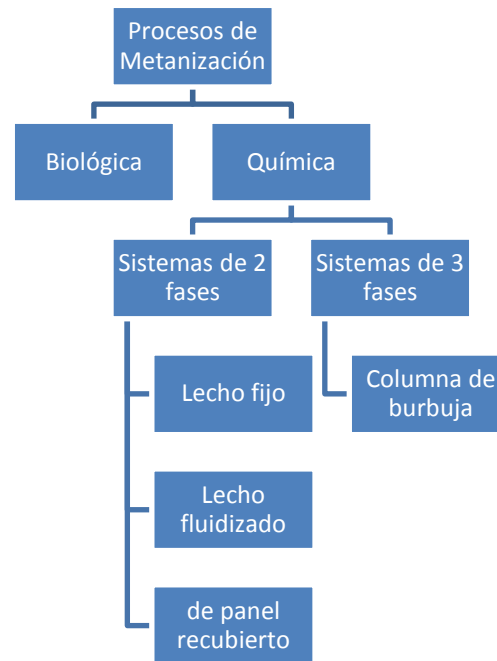 Procesos de
Metanización
Biológica
Química
Sistemas de 2
fases
Sistemas de 3
fases
Lecho fijo
Columna de
burbuja
Lecho
fluidizado
de panel
recubierto